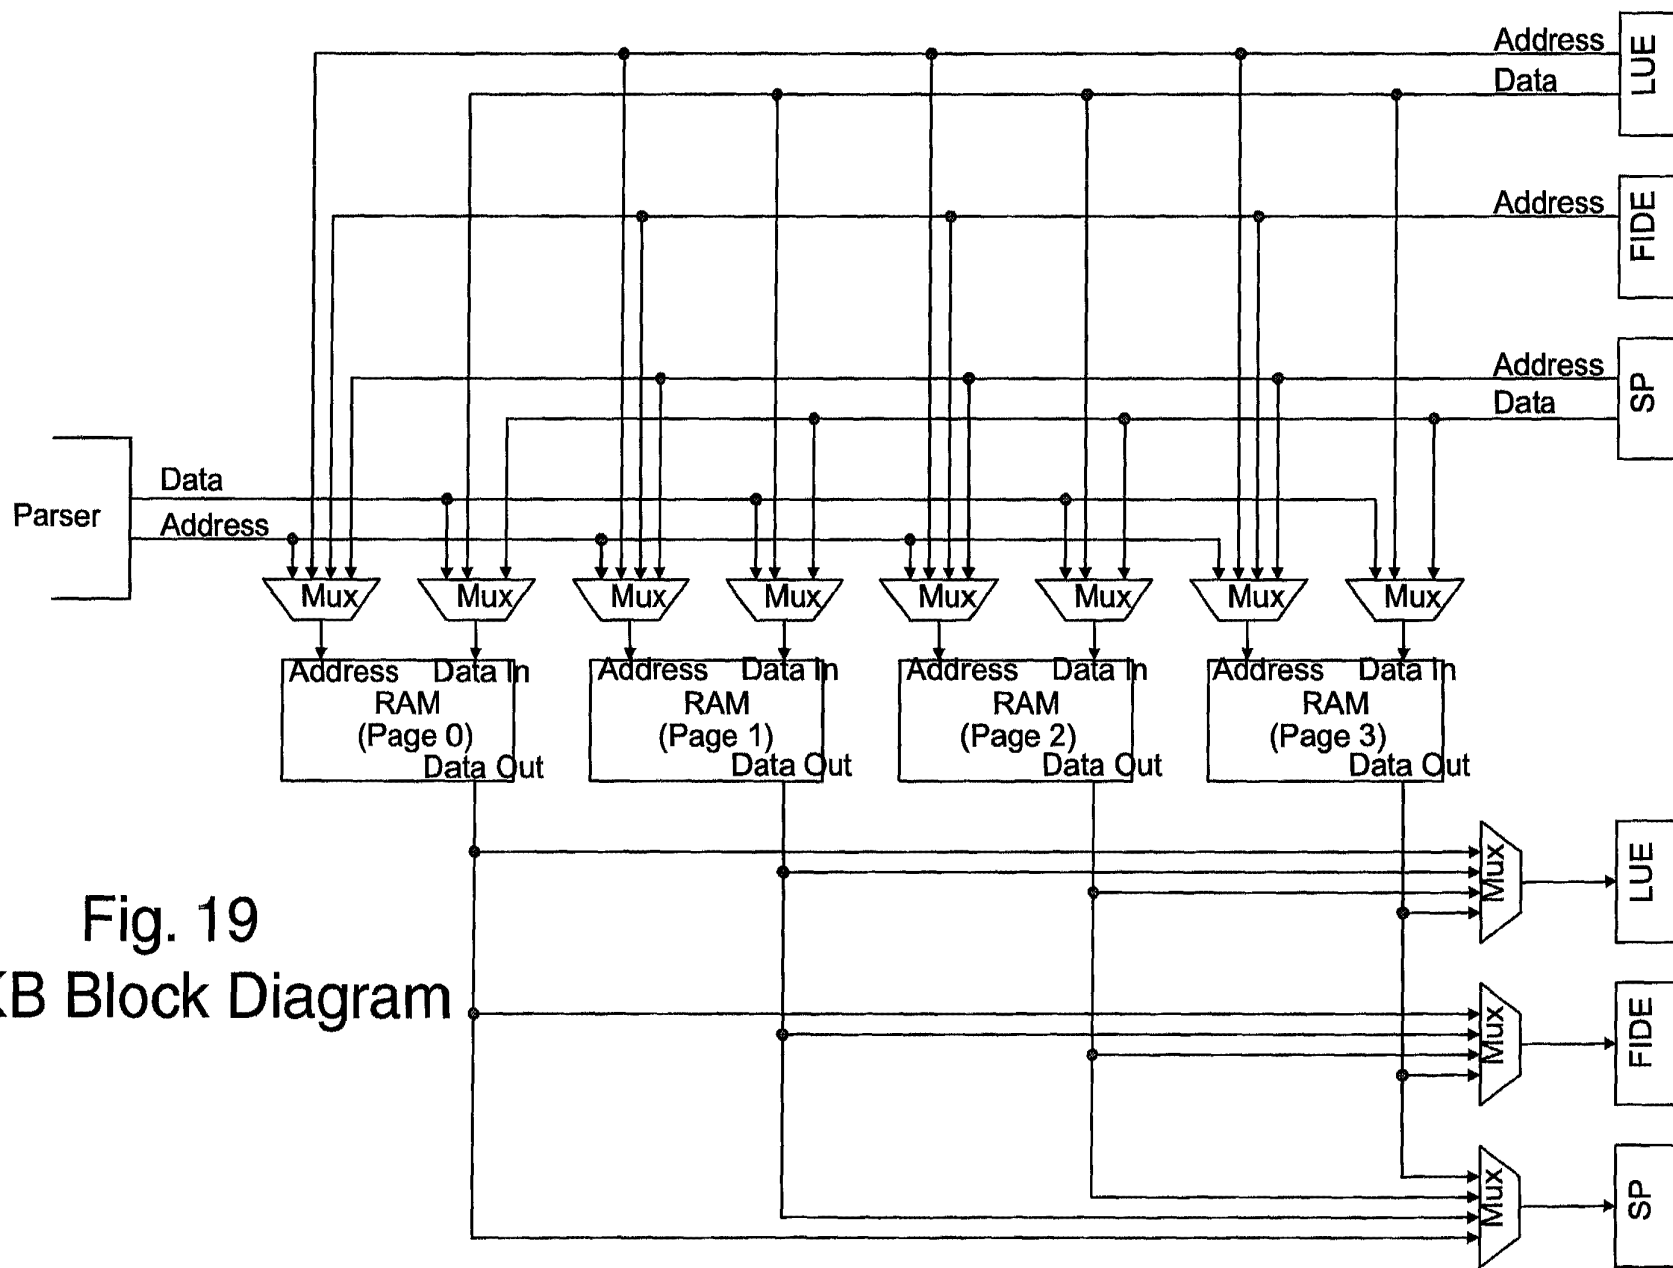 Address
LUE
Data
Address
FIDE
Address
SP
Data
Data
Parser
Address
Mux Mux Mux Mux Mux Mux Mux Mux
Address Data In Address Data In Address Data In Address Data In
RAM RAM RAM RAM
(Page 0) (Page 1) (Page 2) (Page 3)
Data Out Data Out Data Out Data Out
Mux LUE
Fig. 19
KB Block Diagram
Mux FIDE
Mux SP